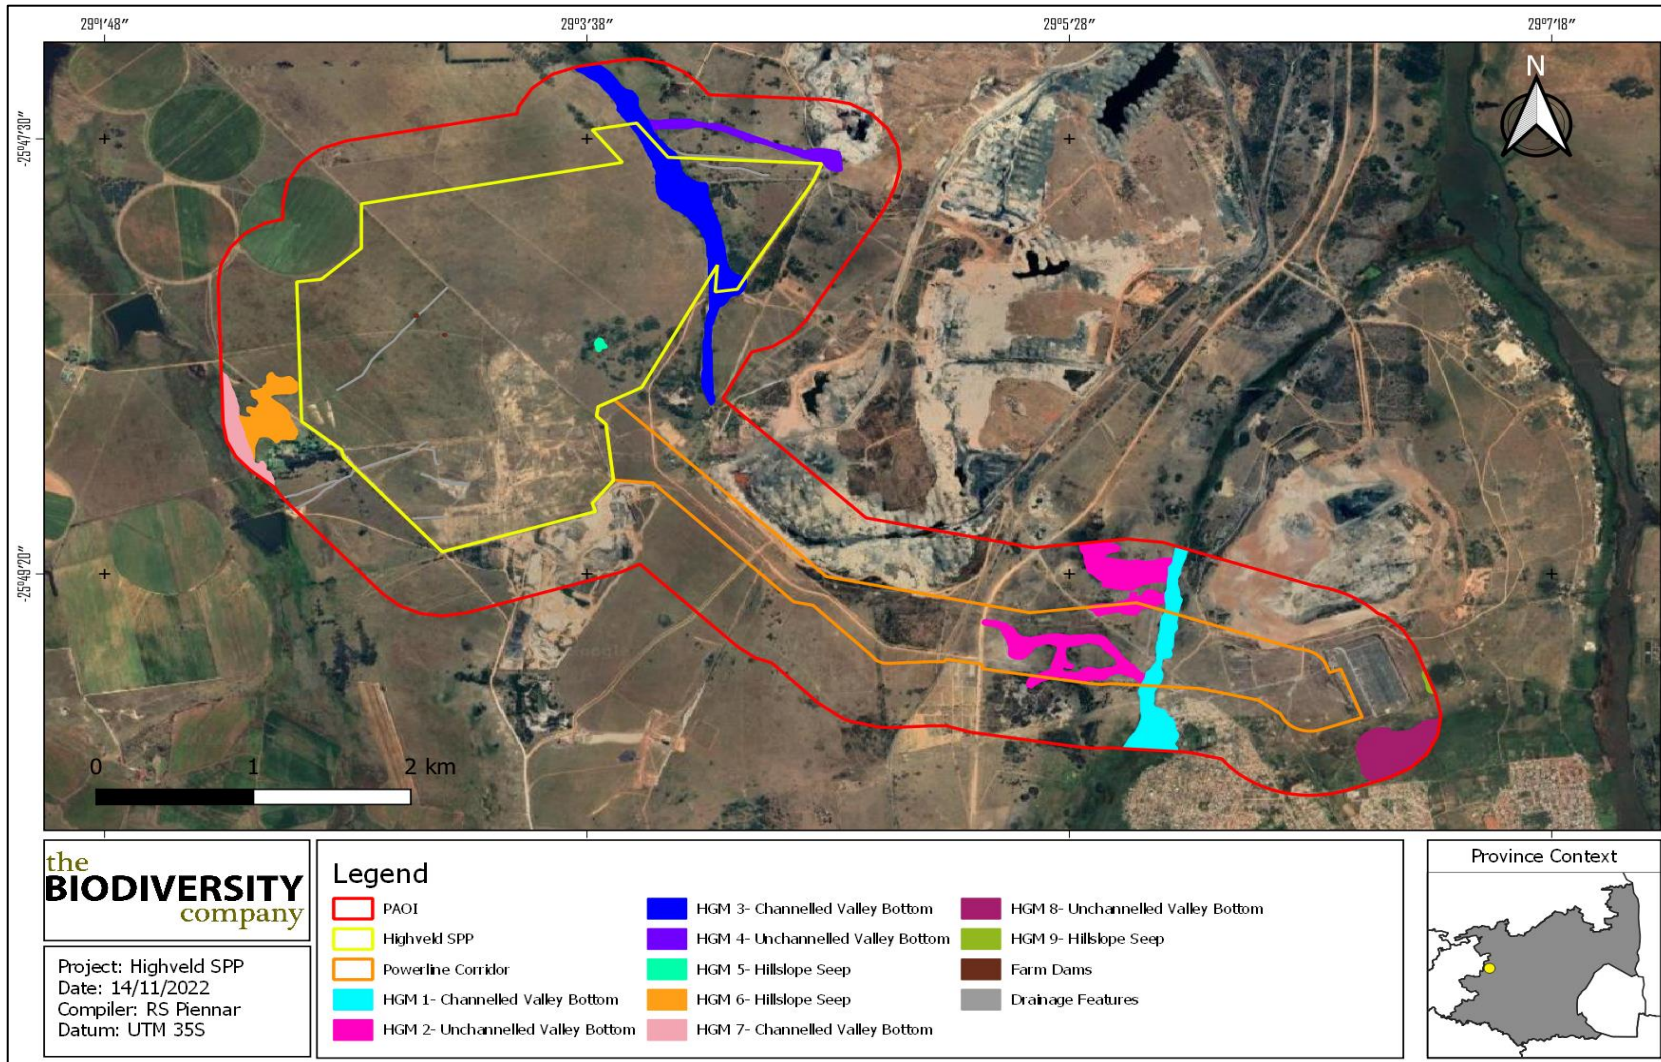 29°1'48" 29°3'38" 29°5'28" 29°7'18"
-25°47'30"
-25°49'20"
N
0 1 2 km
the
BIODIVERSITY
company
Project: Highveld SPP
Date: 14/11/2022
Compiler: RS Piennar
Datum: UTM 35S
Legend
PAOI
Highveld SPP
Powerline Corridor
HGM 1- Channelled Valley Bottom
HGM 2- Unchannelled Valley Bottom
HGM 3- Channelled Valley Bottom
HGM 4- Unchannelled Valley Bottom
HGM 5- Hillslope Seep
HGM 6- Hillslope Seep
HGM 7- Channelled Valley Bottom
HGM 8- Unchannelled Valley Bottom
HGM 9- Hillslope Seep
Farm Dams
Drainage Features
Province Context